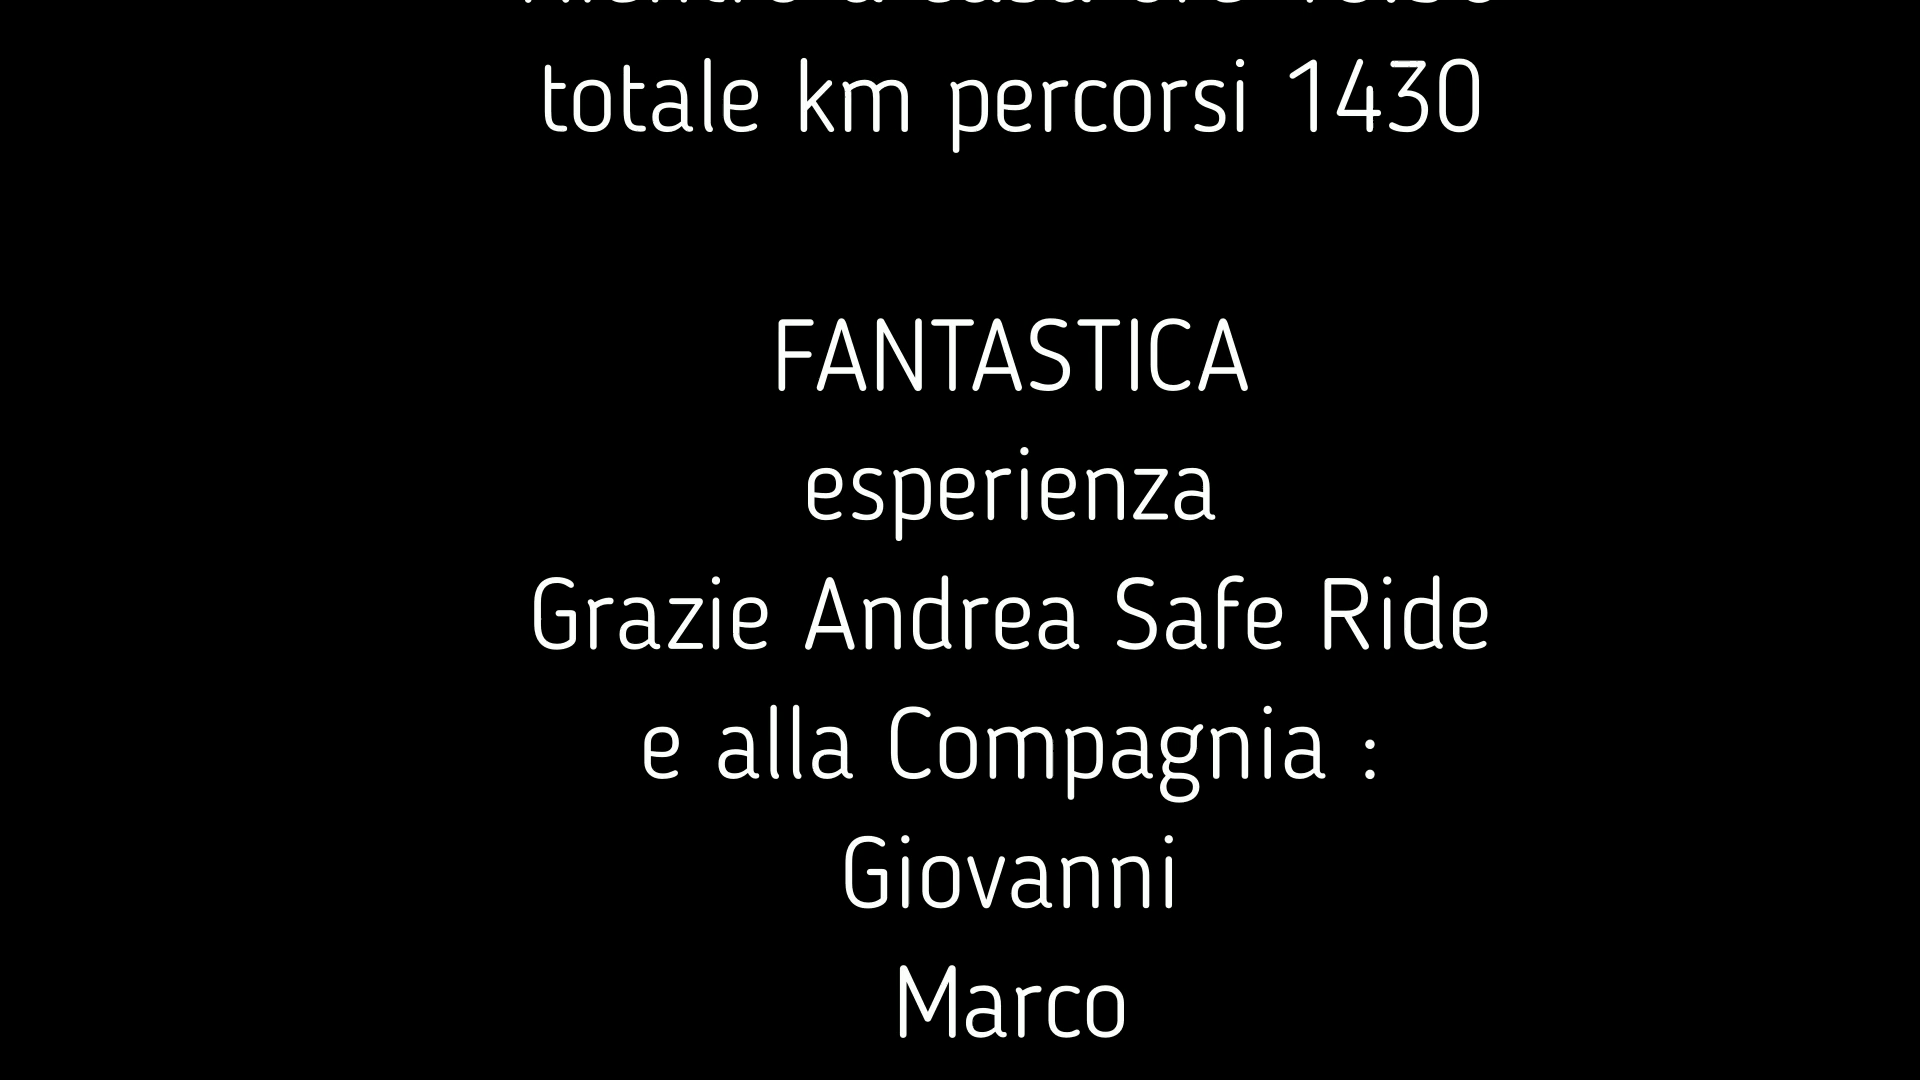 totale km percorsi 1430
FANTASTICA
esperienza
Grazie Andrea Safe Ride
e alla Compagnia :
Giovanni
Marco